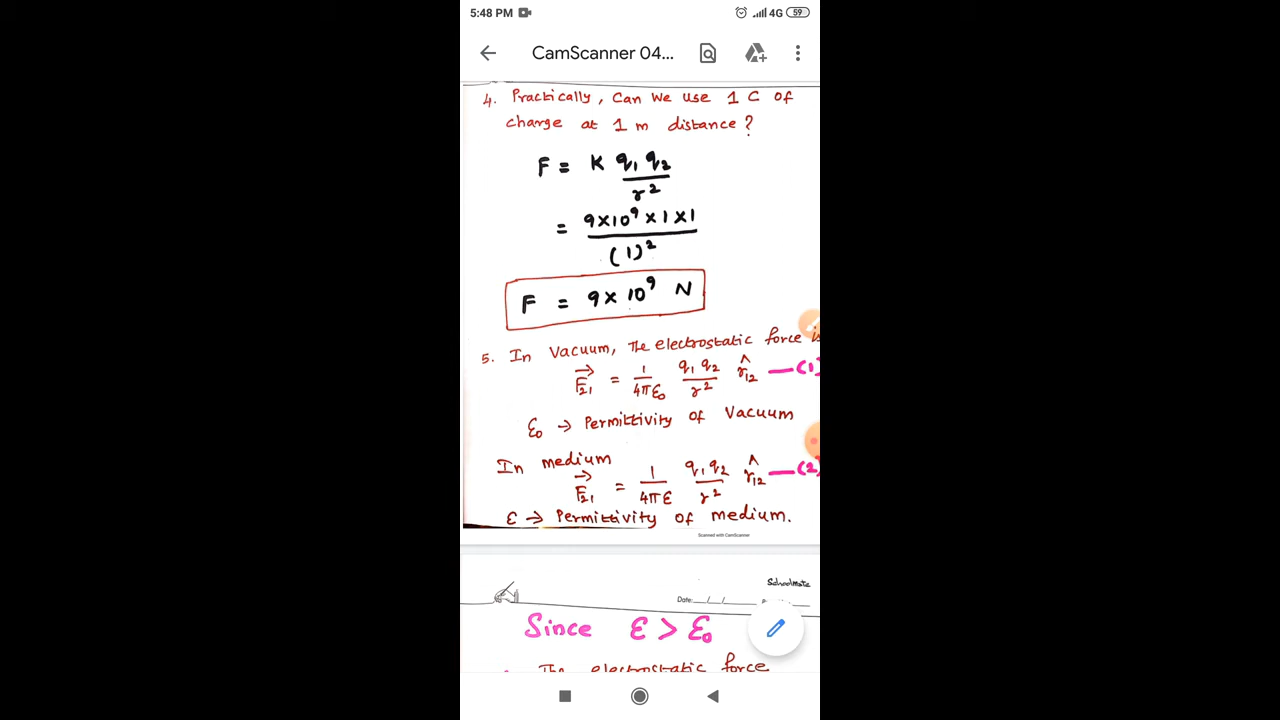 5:48 PM 4G 59
CamScanner 04...
4. Practically, Can We use 1 C of
charge at 1 m distance?
F = K q₁ q₂
r²
= 9×10⁹ × 1 × 1
(1)²
F = 9 × 10⁹ N
5. In Vacuum, The electrostatic force is
F₂₁ = 1/4πε₀ q₁ q₂/r² r̂₁₂ —(1)
ε₀ → Permittivity of Vacuum
In medium
F₂₁ = 1/4πε q₁ q₂/r² r̂₁₂ —(2)
ε → Permittivity of medium.
Scanned with CamScanner
Schoolmate
Date: / /
Since ε > ε₀
The electrostatic force